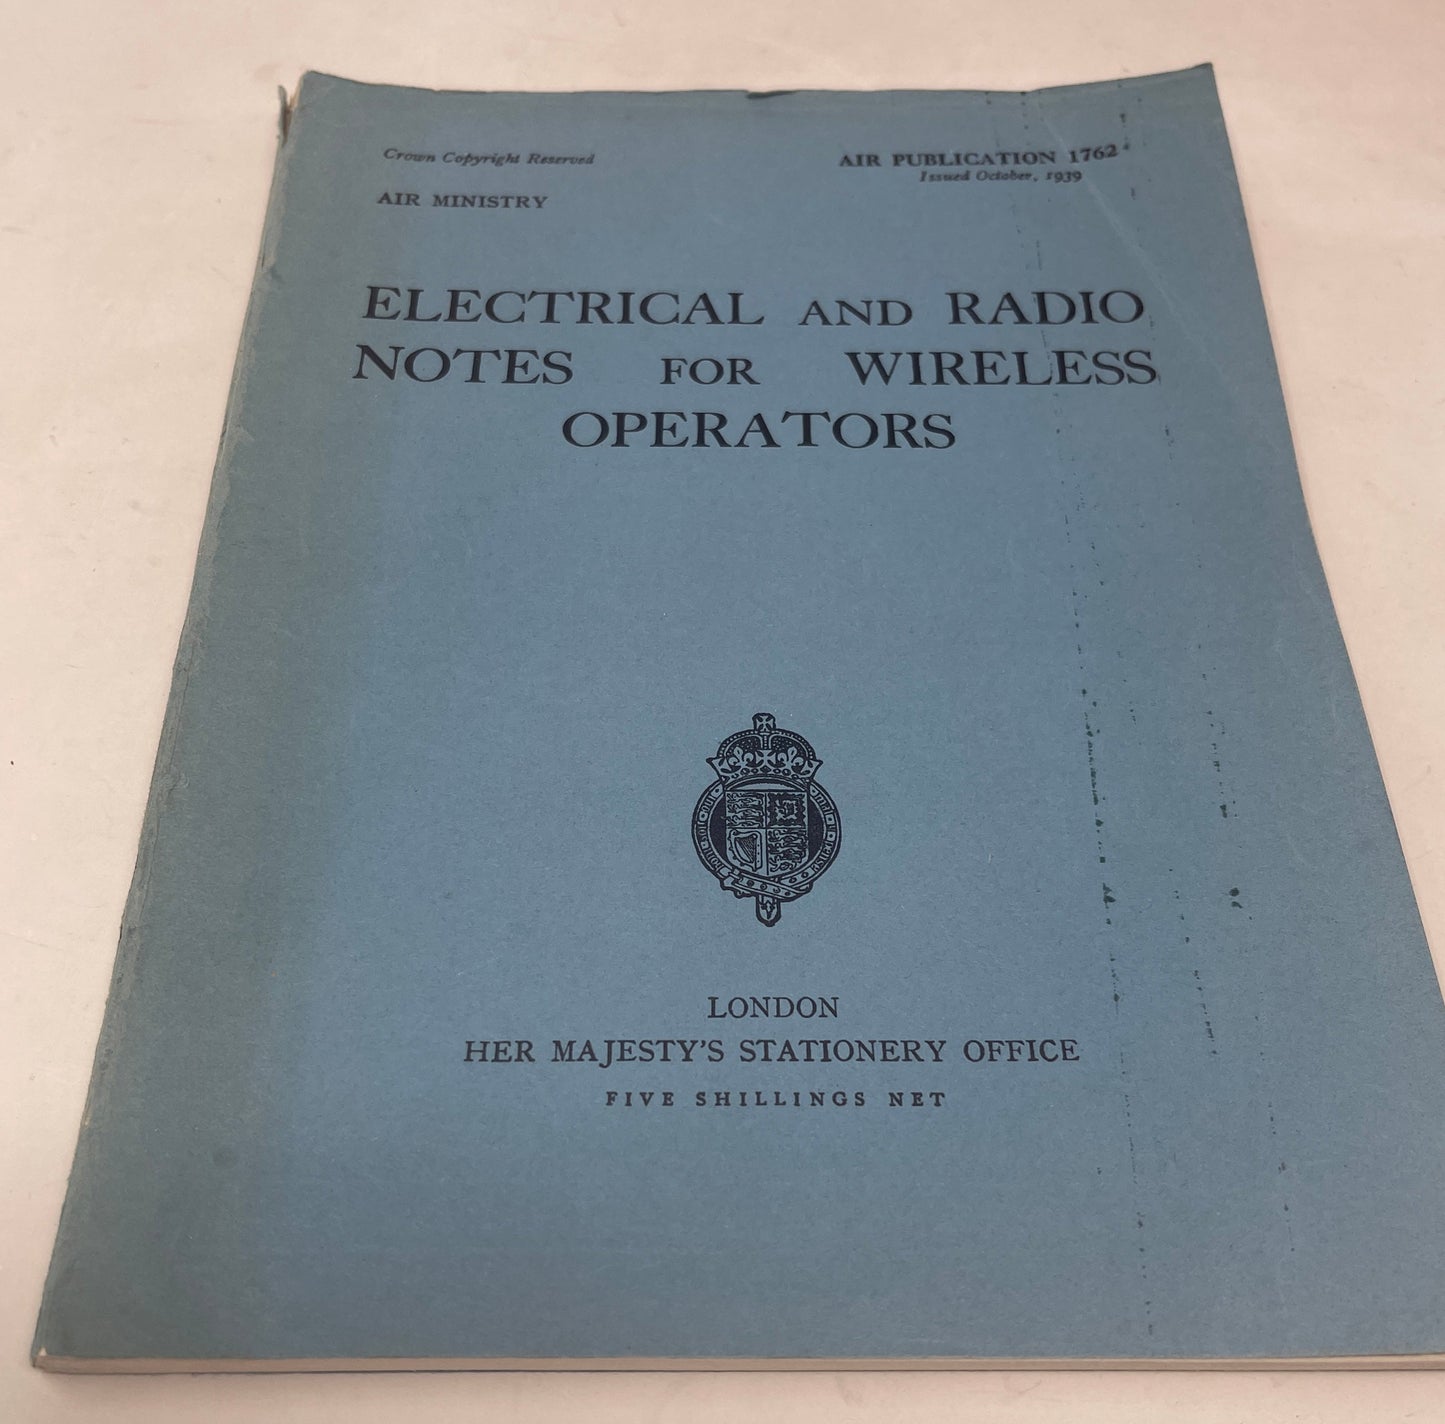 Crown Copyright Reserved
AIR PUBLICATION 1762
Issued October, 1939
AIR MINISTRY
ELECTRICAL AND RADIO
NOTES FOR WIRELESS
OPERATORS
LONDON
HER MAJESTY'S STATIONERY OFFICE
FIVE SHILLINGS NET